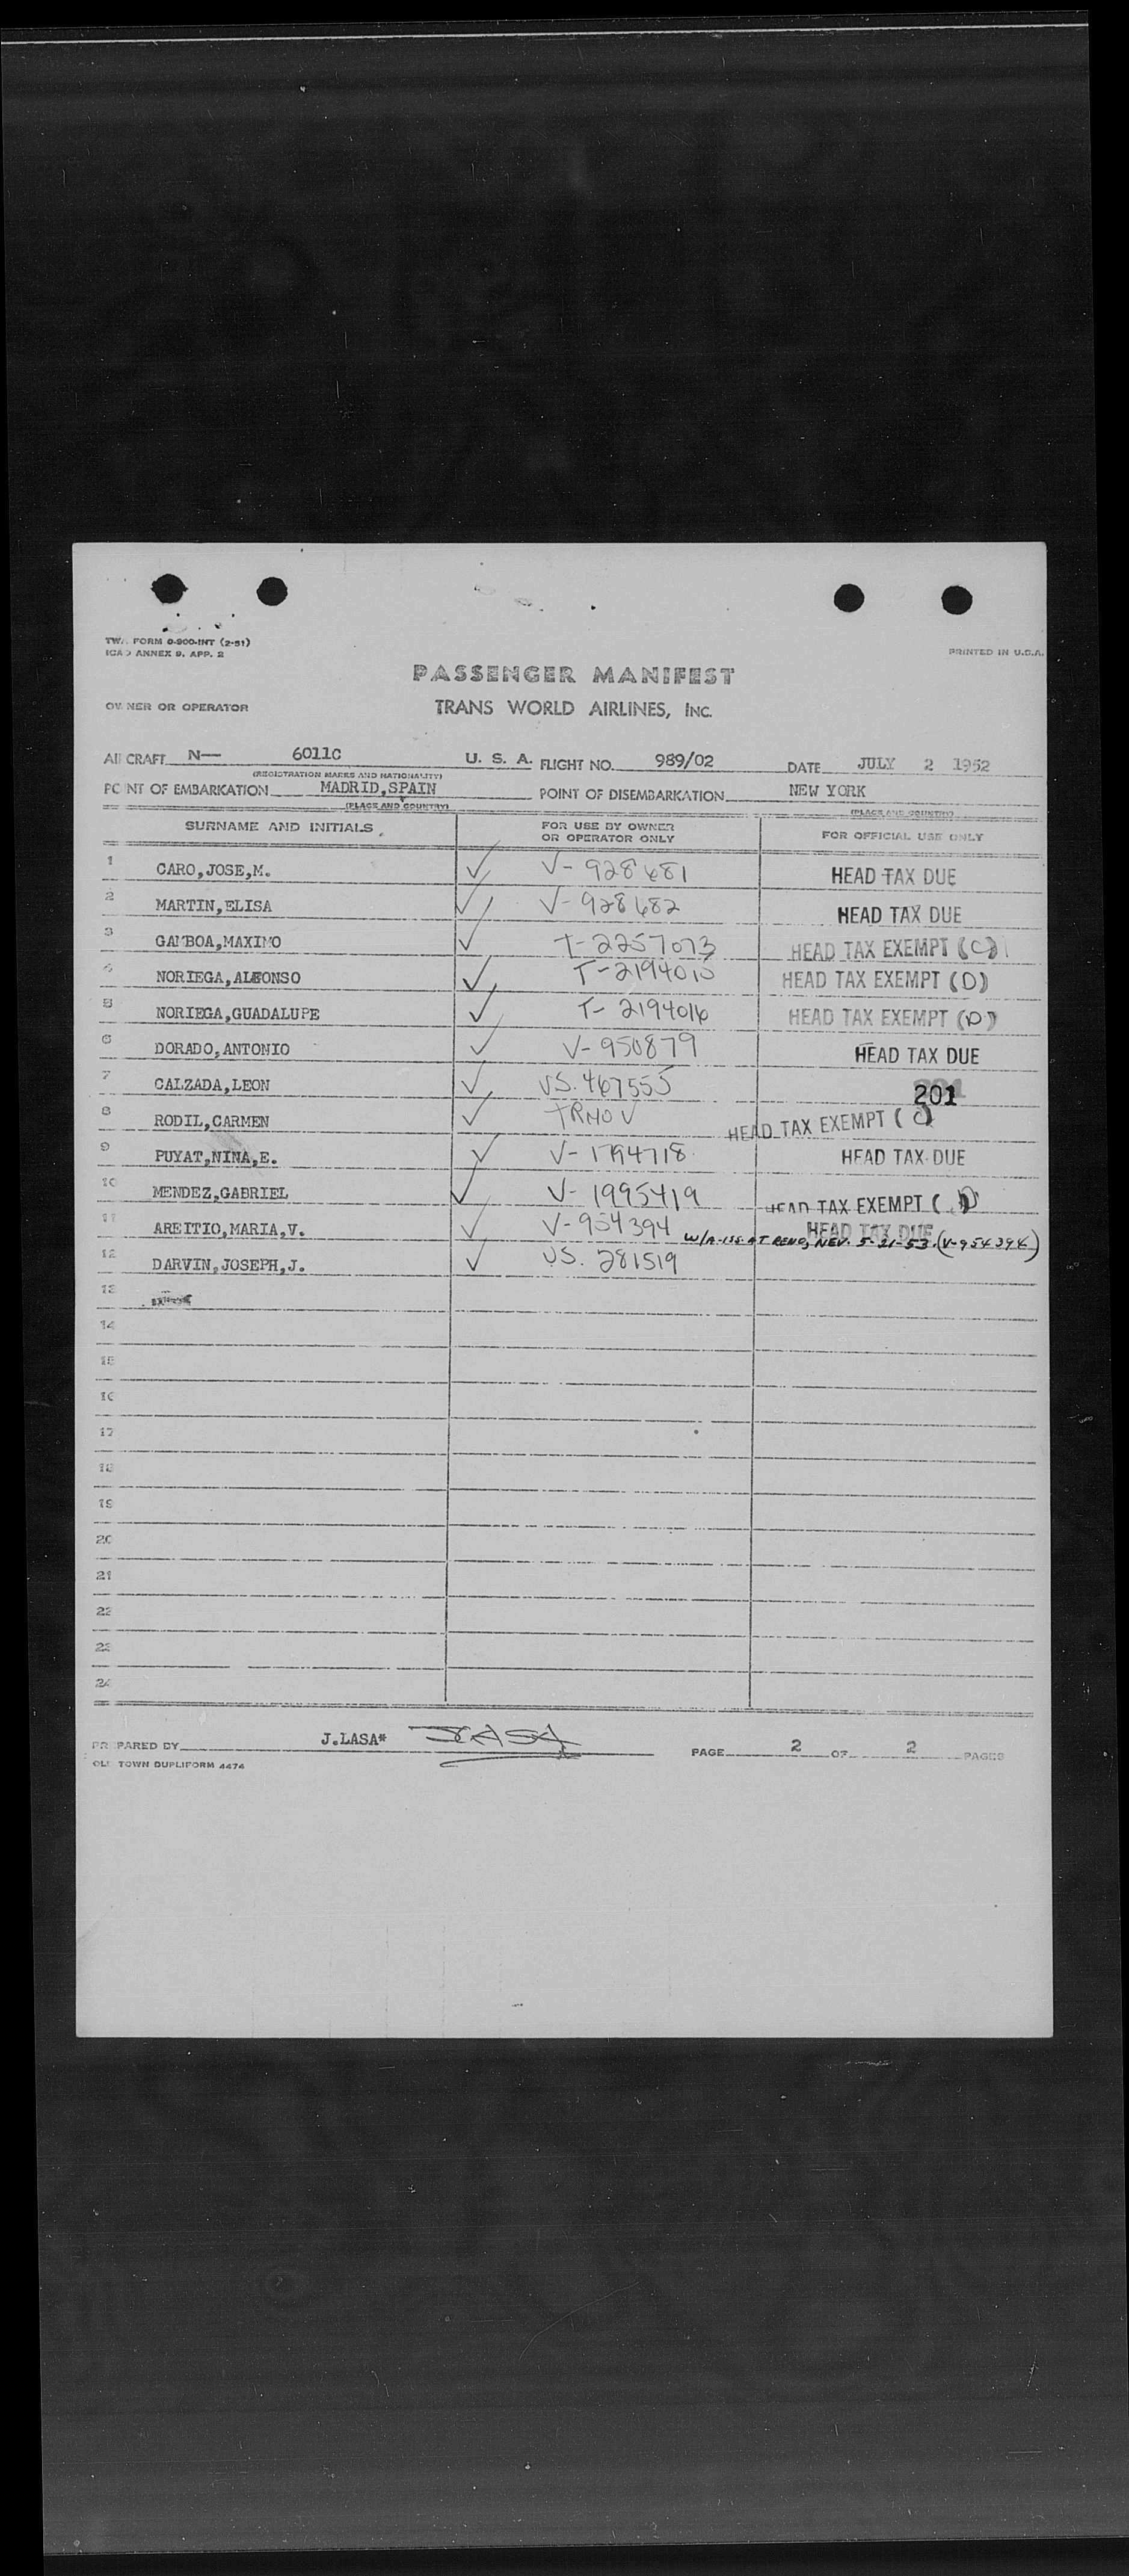 TWA FORM 0-900-INT (2-51)
ICAO ANNEX 9. APP. 2
PRINTED IN U.S.A.
PASSENGER MANIFEST
OWNER OR OPERATOR TRANS WORLD AIRLINES, INC.
AIRCRAFT N— 6011C U. S. A. FLIGHT NO. 989/02 DATE JULY 2 1952
(REGISTRATION MARKS AND NATIONALITY)
POINT OF EMBARKATION MADRID,SPAIN POINT OF DISEMBARKATION NEW YORK
(PLACE AND COUNTRY) (PLACE AND COUNTRY)
SURNAME AND INITIALS FOR USE BY OWNER OR OPERATOR ONLY FOR OFFICIAL USE ONLY
1 CARO,JOSE,M. ✓ V-928681 HEAD TAX DUE
2 MARTIN,ELISA ✓ V-928682 HEAD TAX DUE
3 GAMBOA,MAXIMO ✓ T-2257073 HEAD TAX EXEMPT (C)
4 NORIEGA,ALFONSO ✓ T-2194015 HEAD TAX EXEMPT (D)
5 NORIEGA,GUADALUPE ✓ T-2194016 HEAD TAX EXEMPT (D)
6 DORADO,ANTONIO ✓ V-950879 HEAD TAX DUE
7 CALZADA,LEON ✓ US.467555 201
8 RODIL,CARMEN ✓ HEAD TAX EXEMPT (C)
9 PUYAT,NINA,E. ✓ V-1794718 HEAD TAX DUE
10 MENDEZ,GABRIEL ✓ V-1995419 HEAD TAX EXEMPT (D)
11 AREITIO,MARIA,V. ✓ V-954394 HEAD TAX DUE
W/A-ISS AT RENO, NEV. 5-21-53. (V-954394)
12 DARVIN,JOSEPH,J. ✓ US. 281519
13
14
15
16
17
18
19
20
21
22
23
24
PREPARED BY J.LASA* JLASA PAGE 2 OF 2 PAGES
OLD TOWN DUPLIFORM 4474